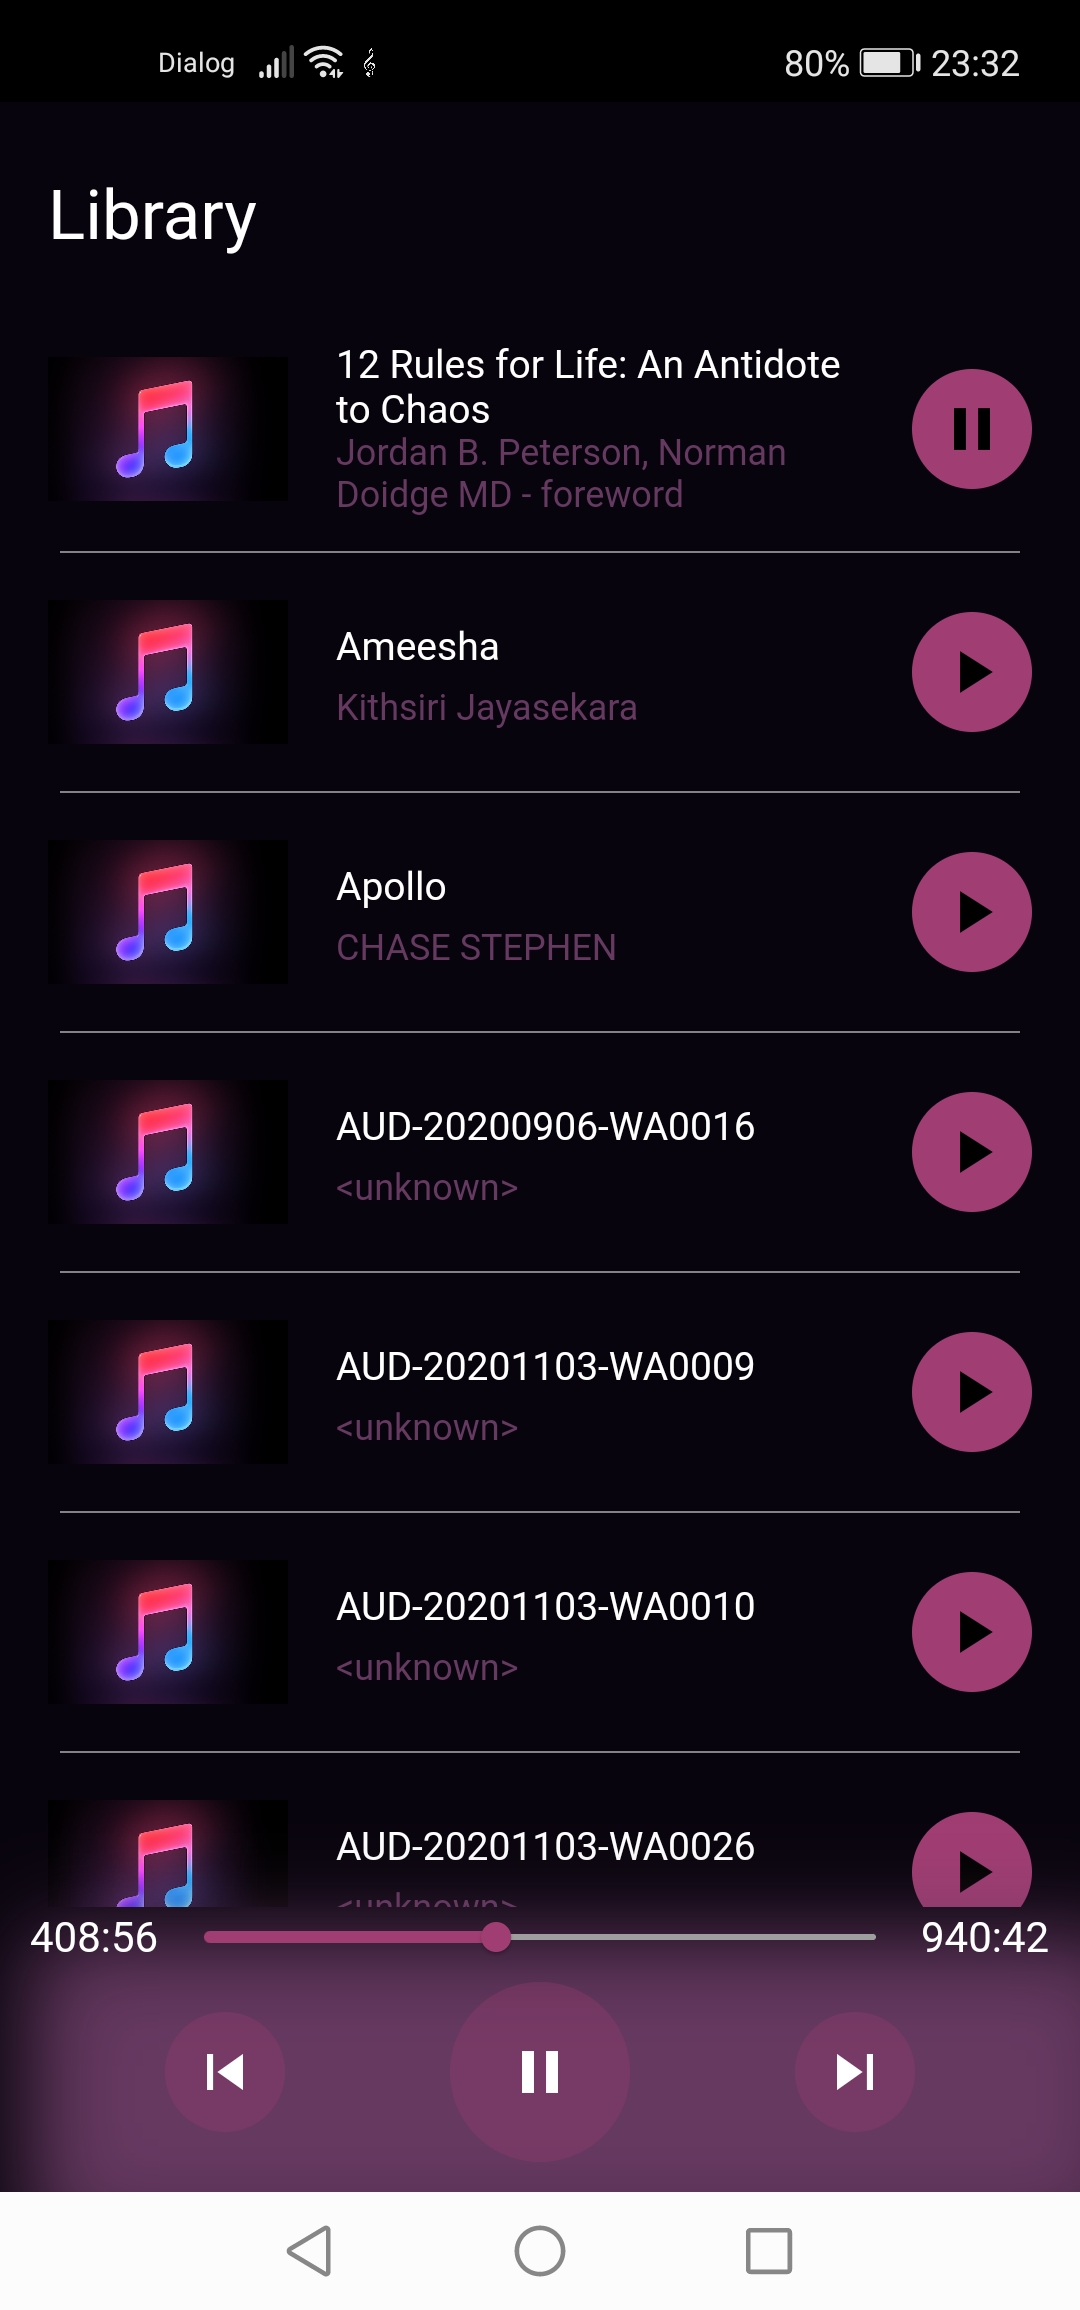 Dialog
80%
23:32
Library
12 Rules for Life: An Antidote
to Chaos
Jordan B. Peterson, Norman
Doidge MD - foreword
Ameesha
Kithsiri Jayasekara
Apollo
CHASE STEPHEN
AUD-20200906-WA0016
<unknown>
AUD-20201103-WA0009
<unknown>
AUD-20201103-WA0010
<unknown>
AUD-20201103-WA0026
<unknown>
408:56
940:42